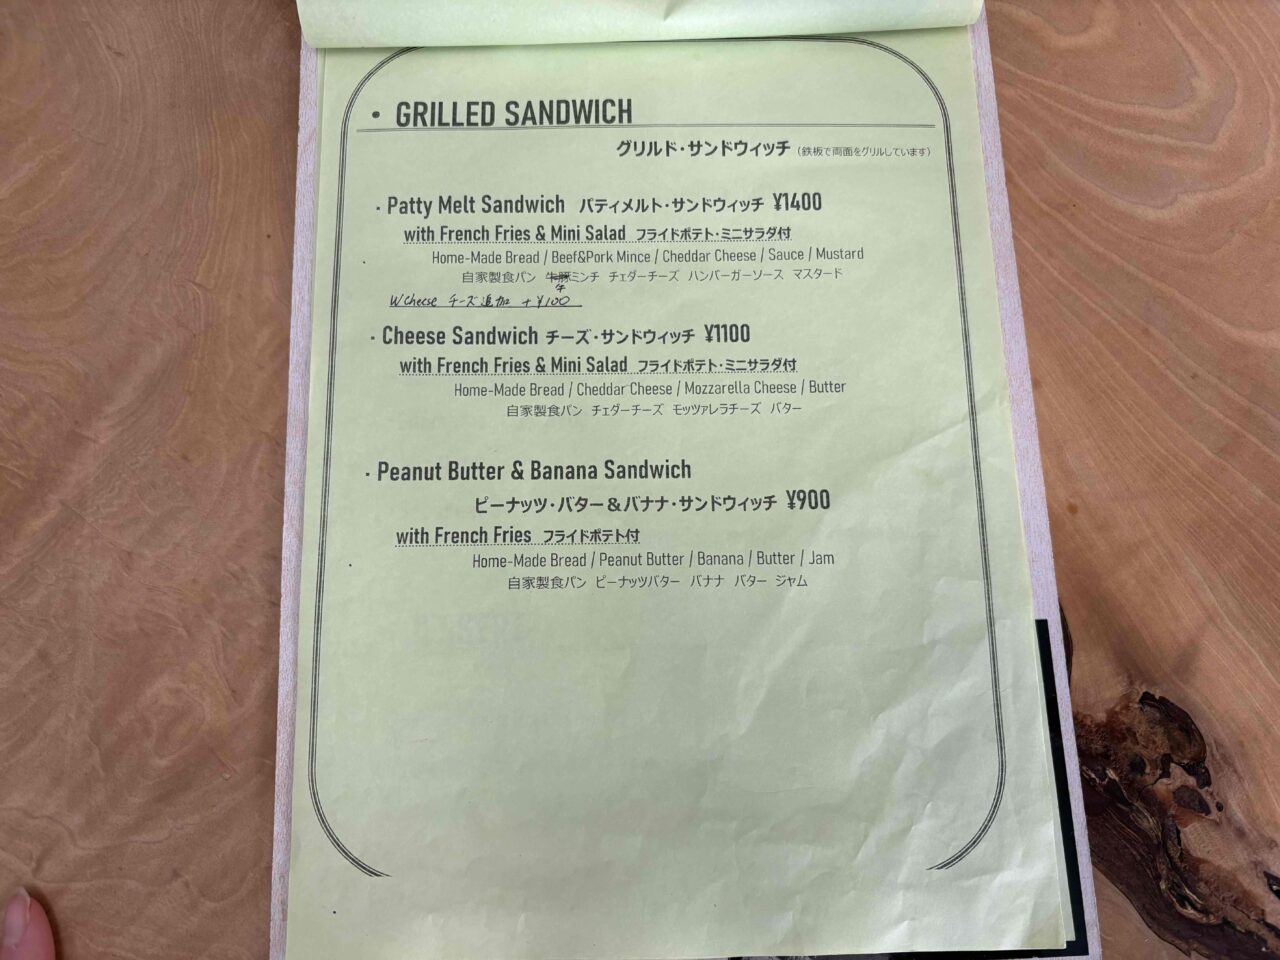 • GRILLED SANDWICH
グリルド・サンドウィッチ（鉄板で両面をグリルしています）
・Patty Melt Sandwich パティメルト・サンドウィッチ ¥1400
with French Fries & Mini Salad フライドポテト・ミニサラダ付
Home-Made Bread / Beef&Pork Mince / Cheddar Cheese / Sauce / Mustard
自家製食パン 牛豚ミンチ チェダーチーズ ハンバーガーソース マスタード
牛
W Cheese チーズ追加 +¥100
・Cheese Sandwich チーズ・サンドウィッチ ¥1100
with French Fries & Mini Salad フライドポテト・ミニサラダ付
Home-Made Bread / Cheddar Cheese / Mozzarella Cheese / Butter
自家製食パン チェダーチーズ モッツァレラチーズ バター
・Peanut Butter & Banana Sandwich
ピーナッツ・バター＆バナナ・サンドウィッチ ¥900
with French Fries フライドポテト付
Home-Made Bread / Peanut Butter / Banana / Butter / Jam
自家製食パン ピーナッツバター バナナ バター ジャム